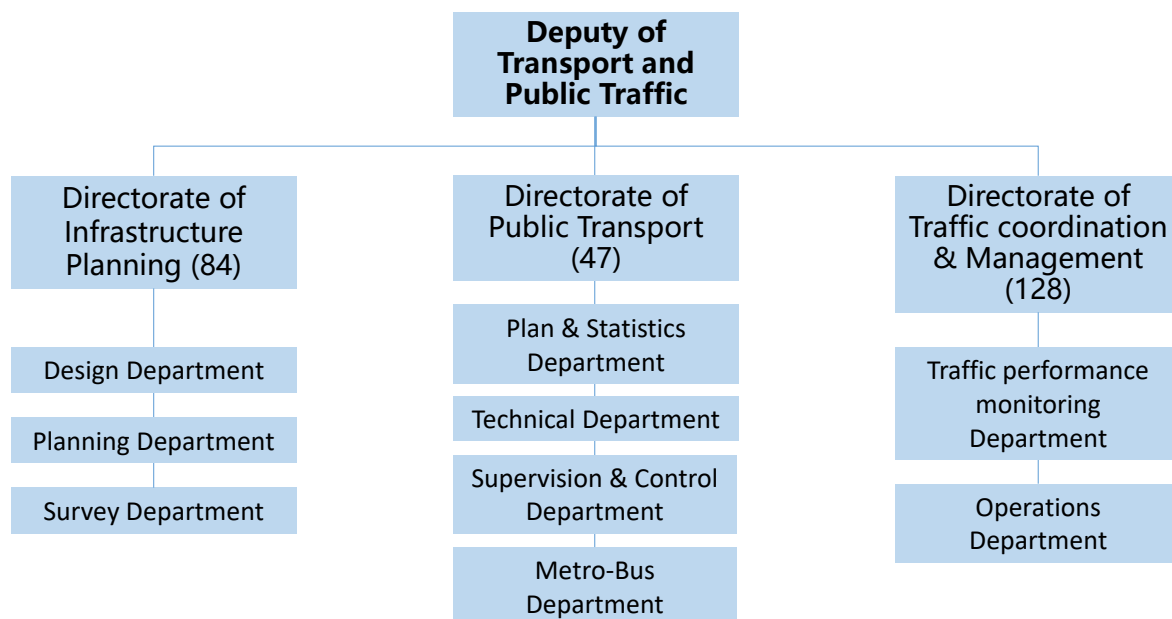 Deputy of
Transport and
Public Traffic
Directorate of
Infrastructure
Planning (84)
Design Department
Planning Department
Survey Department
Directorate of
Public Transport
(47)
Plan & Statistics
Department
Technical Department
Supervision & Control
Department
Metro-Bus
Department
Directorate of
Traffic coordination
& Management
(128)
Traffic performance
monitoring
Department
Operations
Department